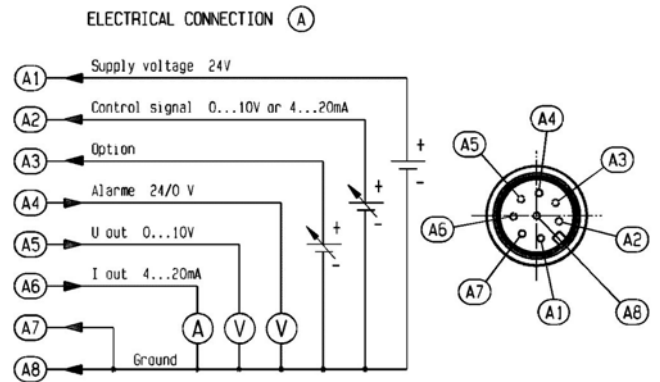 ELECTRICAL CONNECTION A
A1 Supply voltage 24V
A2 Control signal 0...10V or 4...20mA
A3 Option
A4 Alarme 24/0 V
A5 U out 0...10V
A6 I out 4...20mA
A7
A8 Ground
+
-
+
-
+
-
A V V
A4
A5 A3
A6 A2
A7 A1 A8